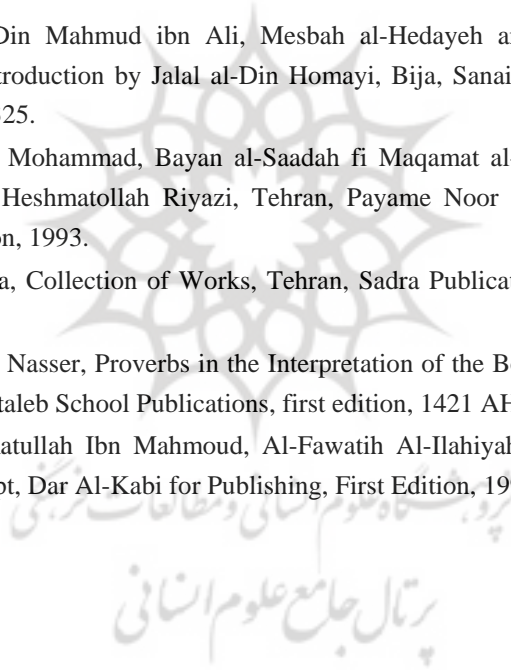 Din Mahmud ibn Ali, Mesbah al-Hedayeh a
troduction by Jalal al-Din Homayi, Bija, Sanai
25.
Mohammad, Bayan al-Saadah fi Maqamat al-
Heshmatollah Riyazi, Tehran, Payame Noor
on, 1993.
a, Collection of Works, Tehran, Sadra Publicat
Nasser, Proverbs in the Interpretation of the B
taleb School Publications, first edition, 1421 AH
atullah Ibn Mahmoud, Al-Fawatih Al-Ilahiyah
pt, Dar Al-Kabi for Publishing, First Edition, 19
پژوهشگاه علوم انسانی و مطالعات فرهنگی
پرتال جامع علوم انسانی